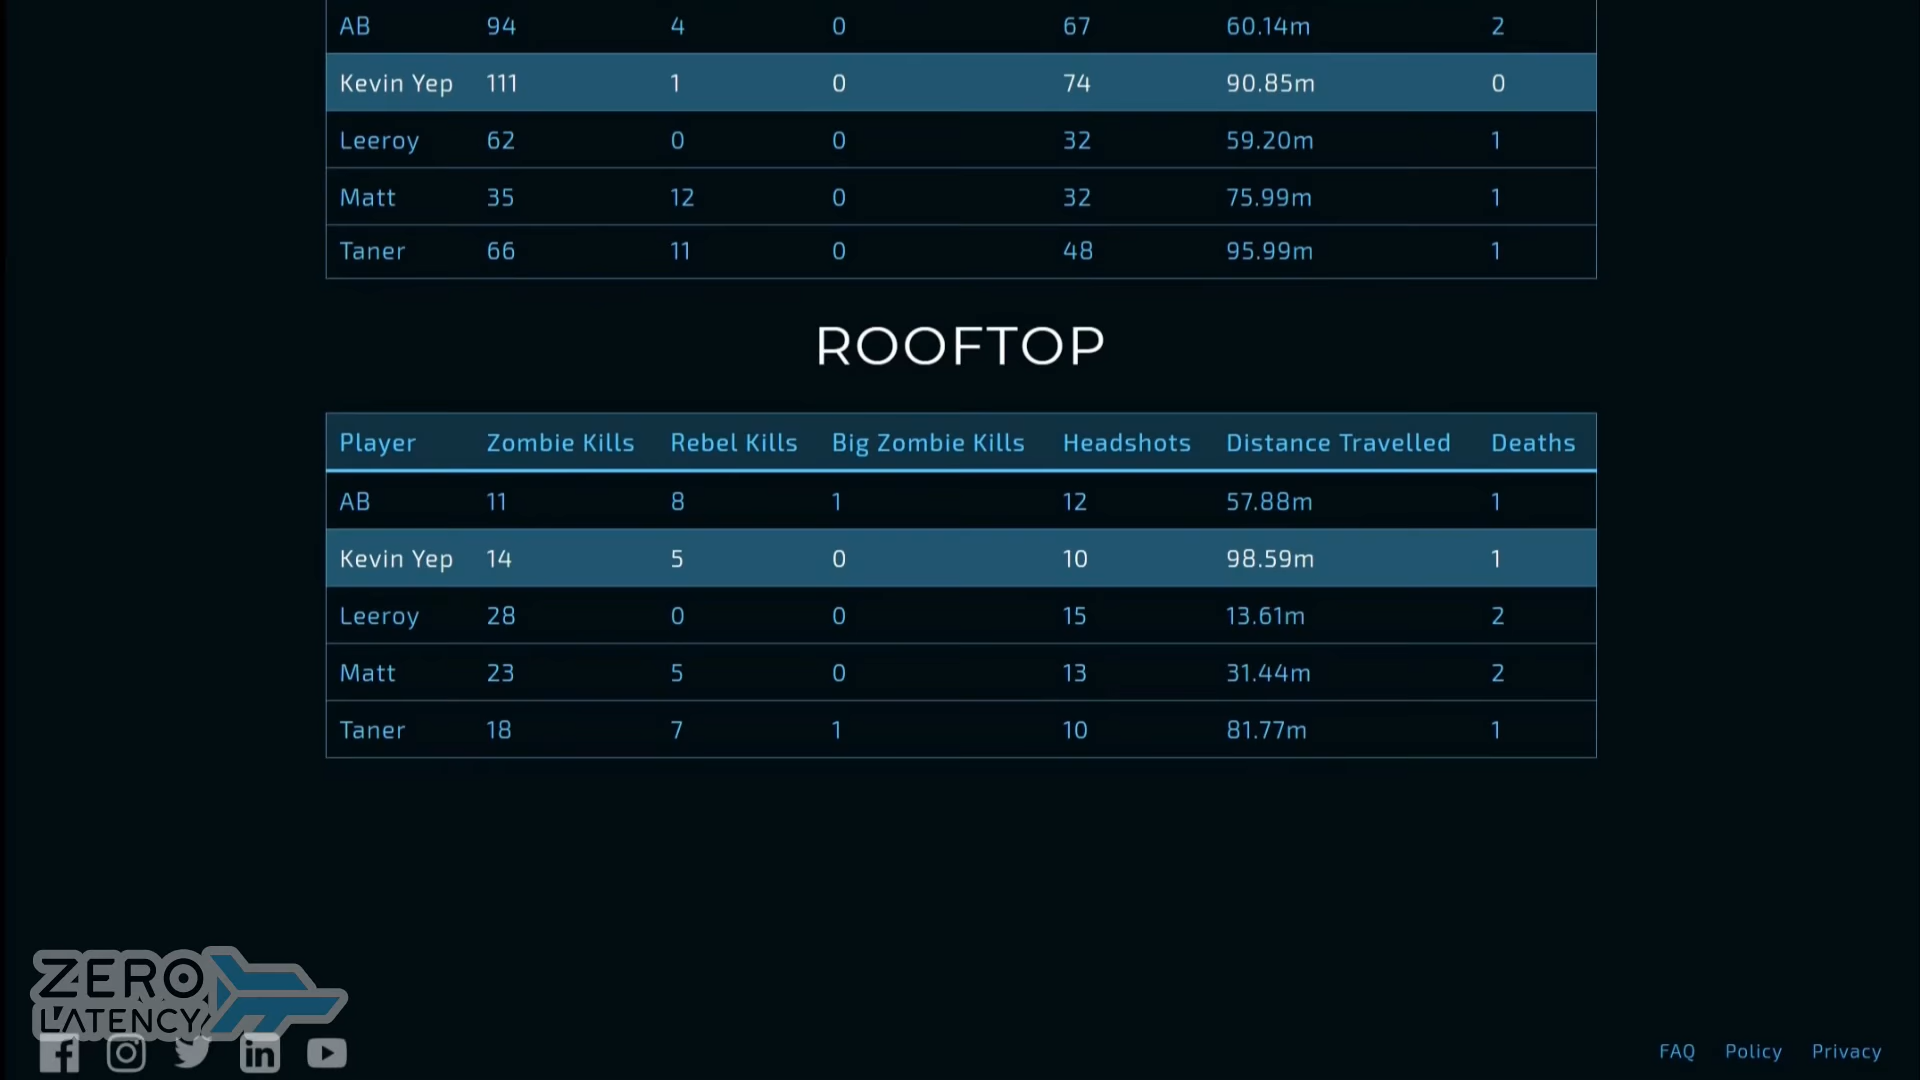 AB 94 4 0 67 60.14m 2
Kevin Yep 111 1 0 74 90.85m 0
Leeroy 62 0 0 32 59.20m 1
Matt 35 12 0 32 75.99m 1
Taner 66 11 0 48 95.99m 1
ROOFTOP
Player Zombie Kills Rebel Kills Big Zombie Kills Headshots Distance Travelled Deaths
AB 11 8 1 12 57.88m 1
Kevin Yep 14 5 0 10 98.59m 1
Leeroy 28 0 0 15 13.61m 2
Matt 23 5 0 13 31.44m 2
Taner 18 7 1 10 81.77m 1
ZERO
LATENCY
FAQ Policy Privacy